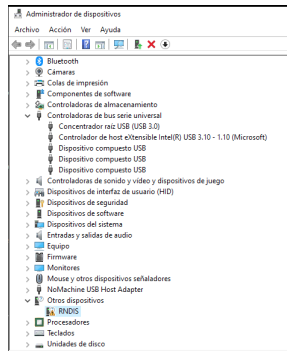 Administrador de dispositivos
Archivo Acción Ver Ayuda
Bluetooth
Cámaras
Colas de impresión
Componentes de software
Controladoras de almacenamiento
Controladoras de bus serie universal
Concentrador raíz USB (USB 3.0)
Controlador de host eXtensible Intel(R) USB 3.10 - 1.10 (Microsoft)
Dispositivo compuesto USB
Dispositivo compuesto USB
Dispositivo compuesto USB
Controladoras de sonido y vídeo y dispositivos de juego
Dispositivos de interfaz de usuario (HID)
Dispositivos de seguridad
Dispositivos de software
Dispositivos del sistema
Entradas y salidas de audio
Equipo
Firmware
Monitores
Mouse y otros dispositivos señaladores
NoMachine USB Host Adapter
Otros dispositivos
RNDIS
Procesadores
Teclados
Unidades de disco